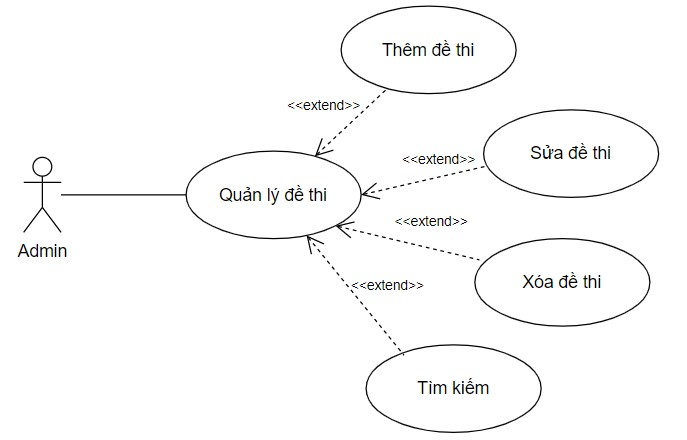 Thêm đề thi
<<extend>>
Sửa đề thi
<<extend>>
Quản lý đề thi
<<extend>>
Admin
Xóa đề thi
<<extend>>
Tìm kiếm